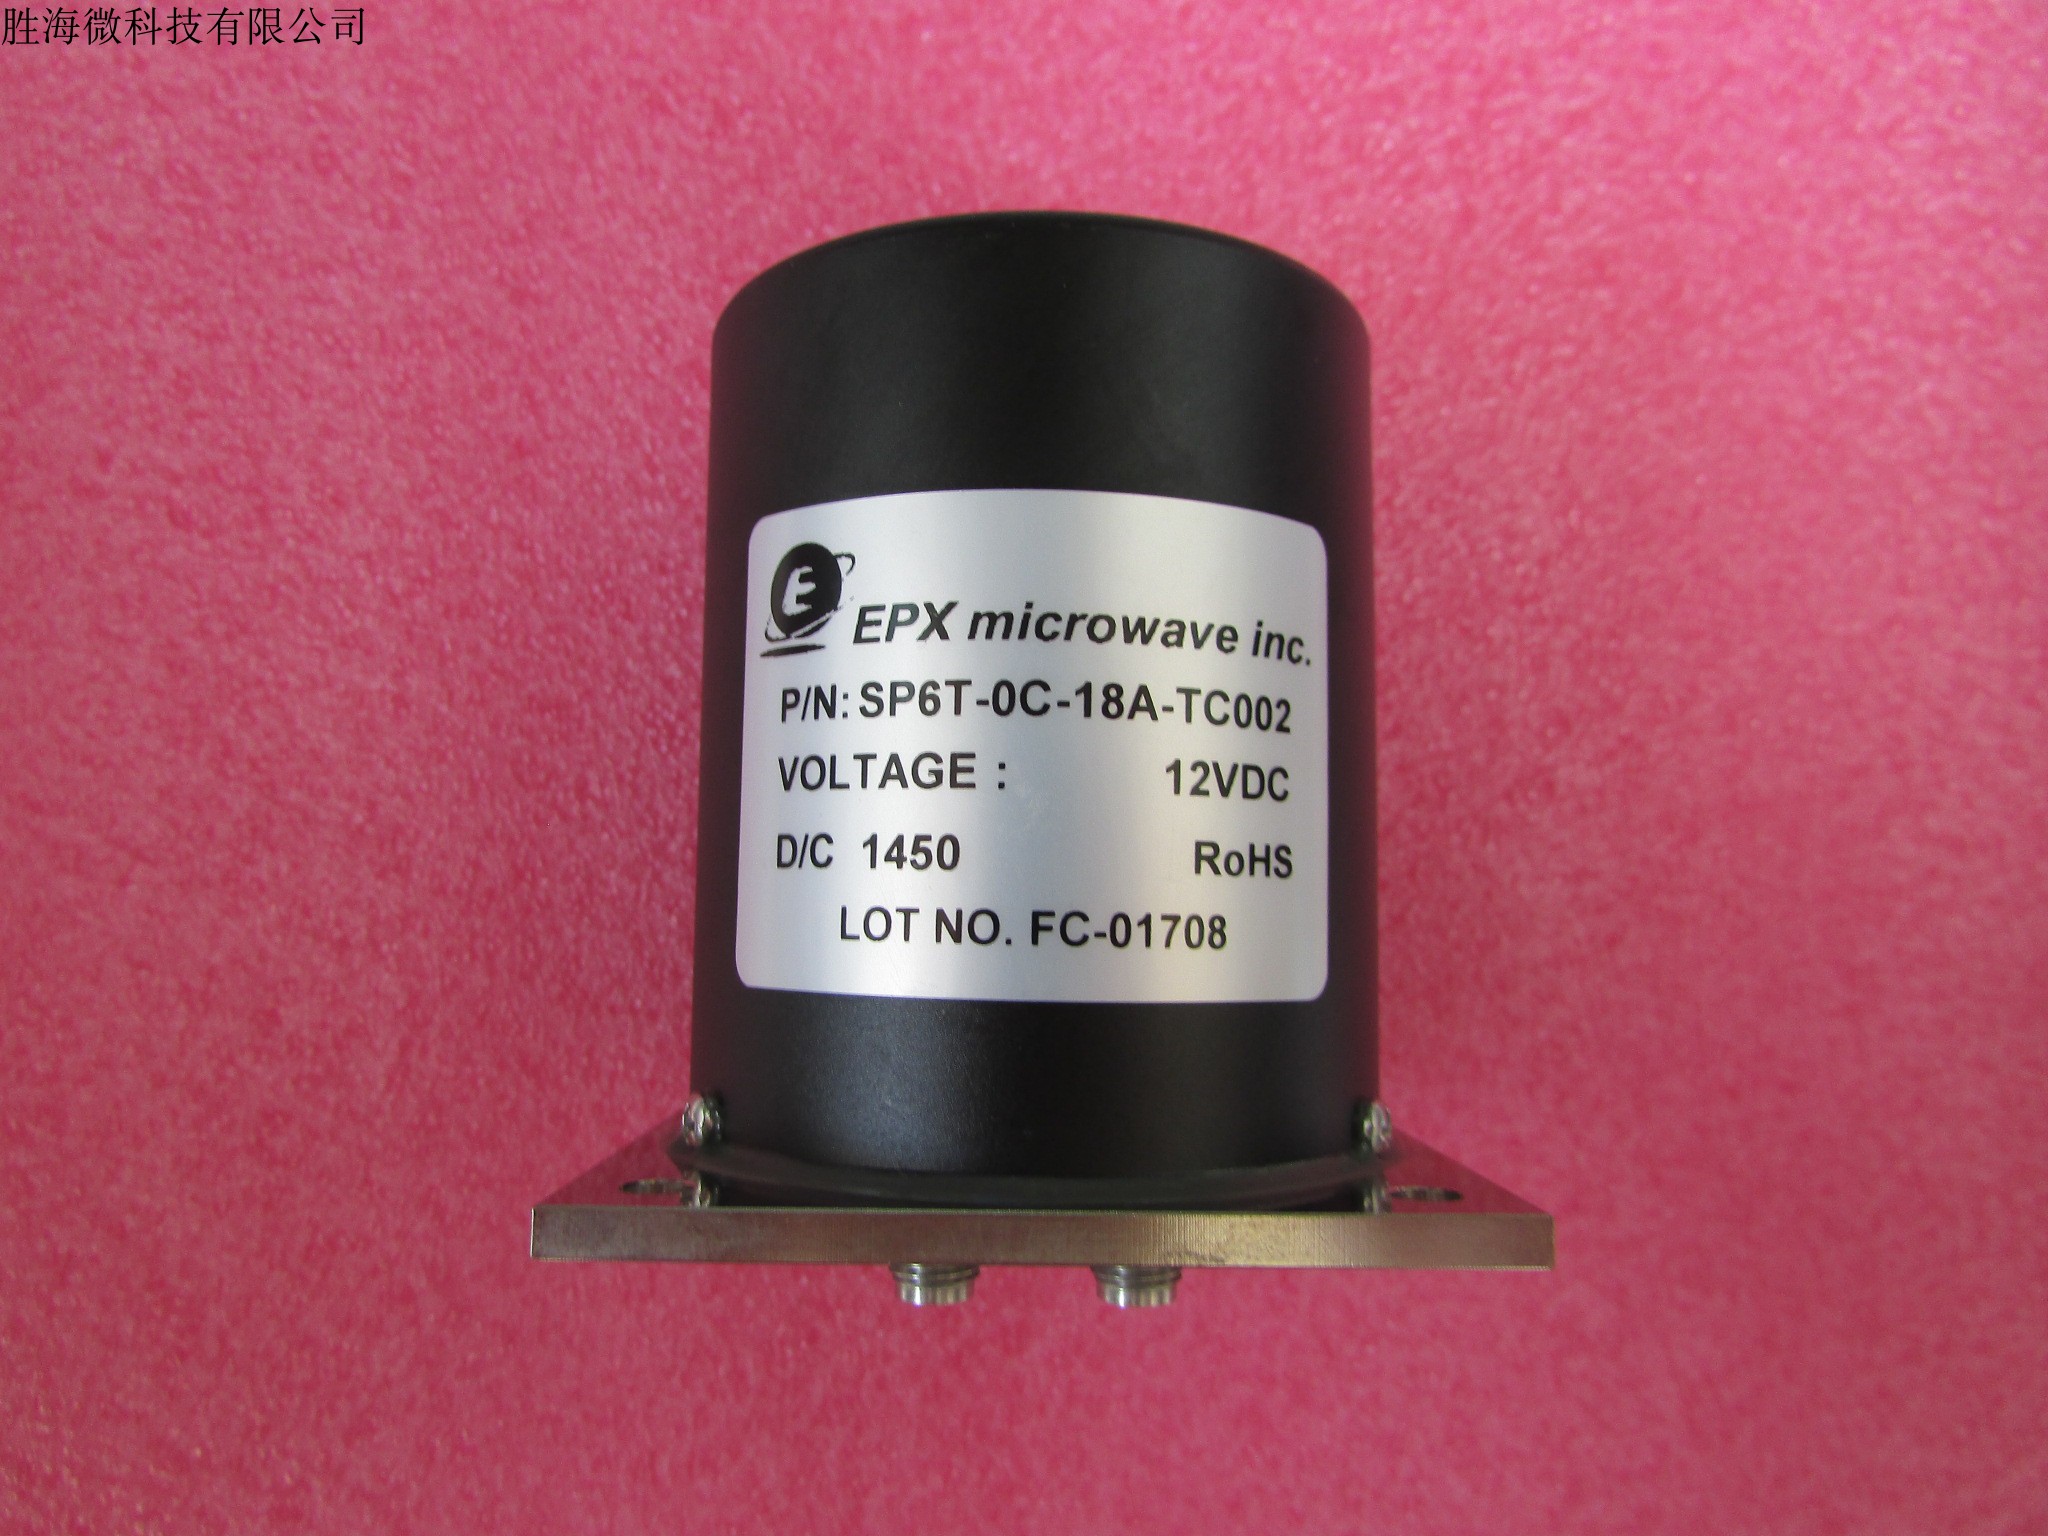 胜海微科技有限公司
E
EPX microwave inc.
P/N: SP6T-0C-18A-TC002
VOLTAGE : 12VDC
D/C 1450 RoHS
LOT NO. FC-01708